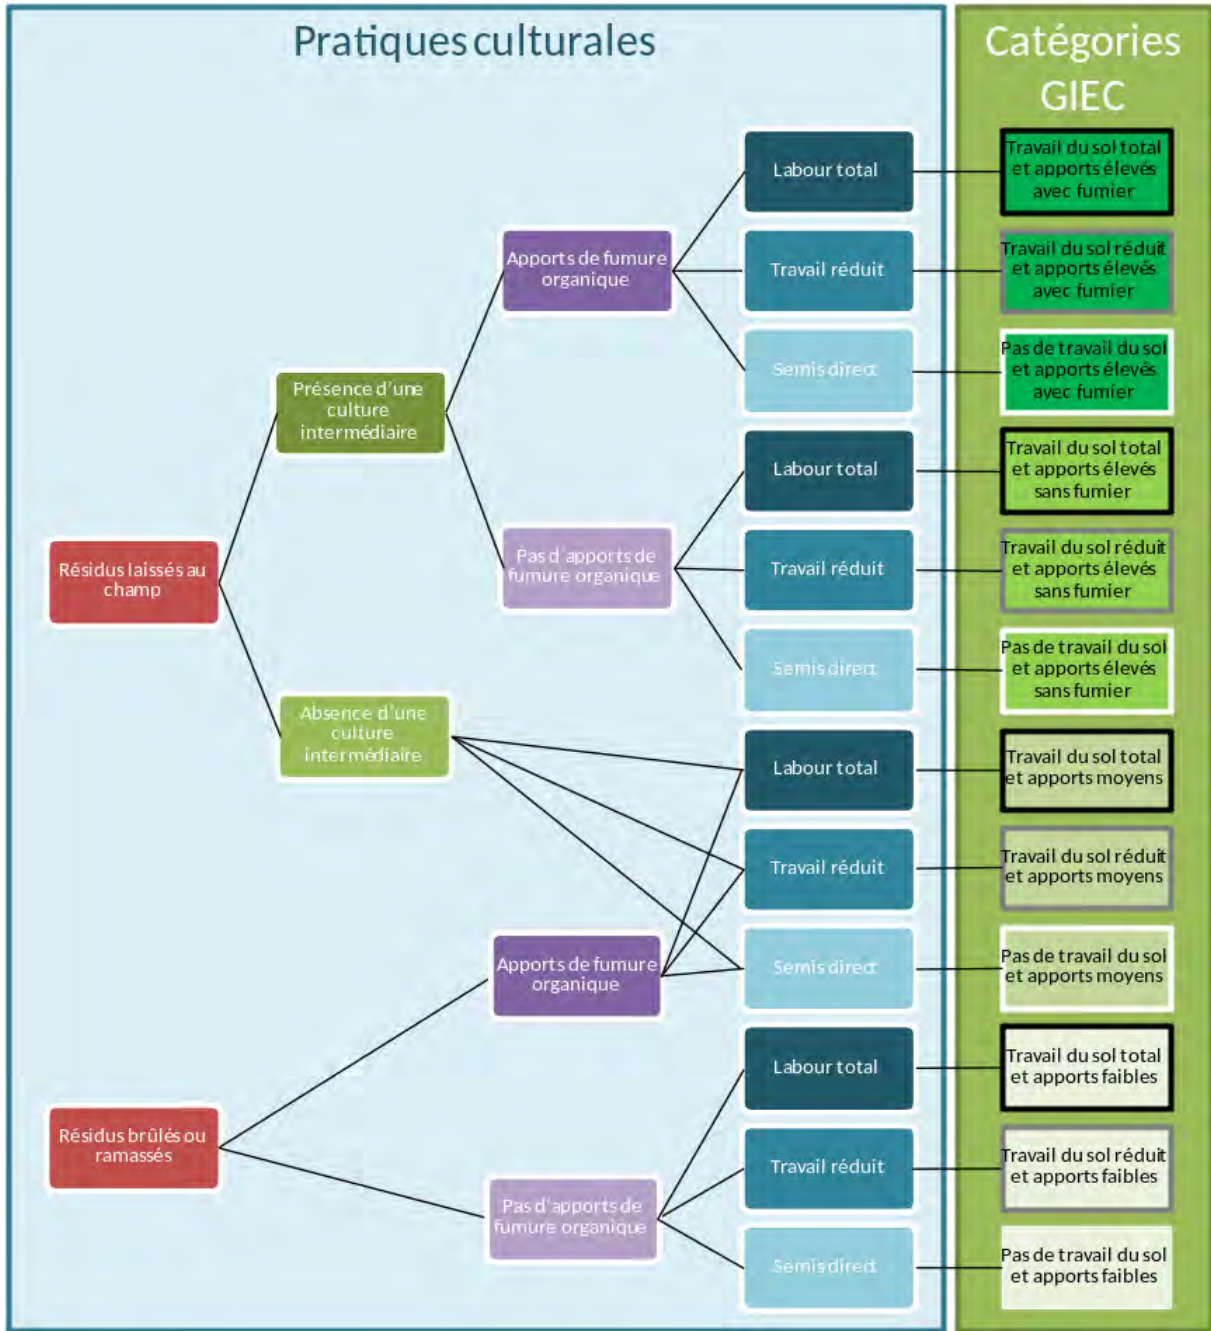 Pratiques culturales
Catégories
GIEC
Labour total
Travail du sol total
et apports élevés
avec fumier
Apports de fumure
organique
Travail réduit
Travail du sol réduit
et apports élevés
avec fumier
Semis direct
Pas de travail du sol
et apports élevés
avec fumier
Présence d'une
culture
intermédiaire
Labour total
Travail du sol total
et apports élevés
sans fumier
Résidus laissés au
champ
Pas d'apports de
fumure organique
Travail réduit
Travail du sol réduit
et apports élevés
sans fumier
Semis direct
Pas de travail du sol
et apports élevés
sans fumier
Absence d'une
culture
intermédiaire
Labour total
Travail du sol total
et apports moyens
Travail réduit
Travail du sol réduit
et apports moyens
Apports de fumure
organique
Semis direct
Pas de travail du sol
et apports moyens
Labour total
Travail du sol total
et apports faibles
Résidus brûlés ou
ramassés
Travail réduit
Travail du sol réduit
et apports faibles
Pas d'apports de
fumure organique
Semis direct
Pas de travail du sol
et apports faibles